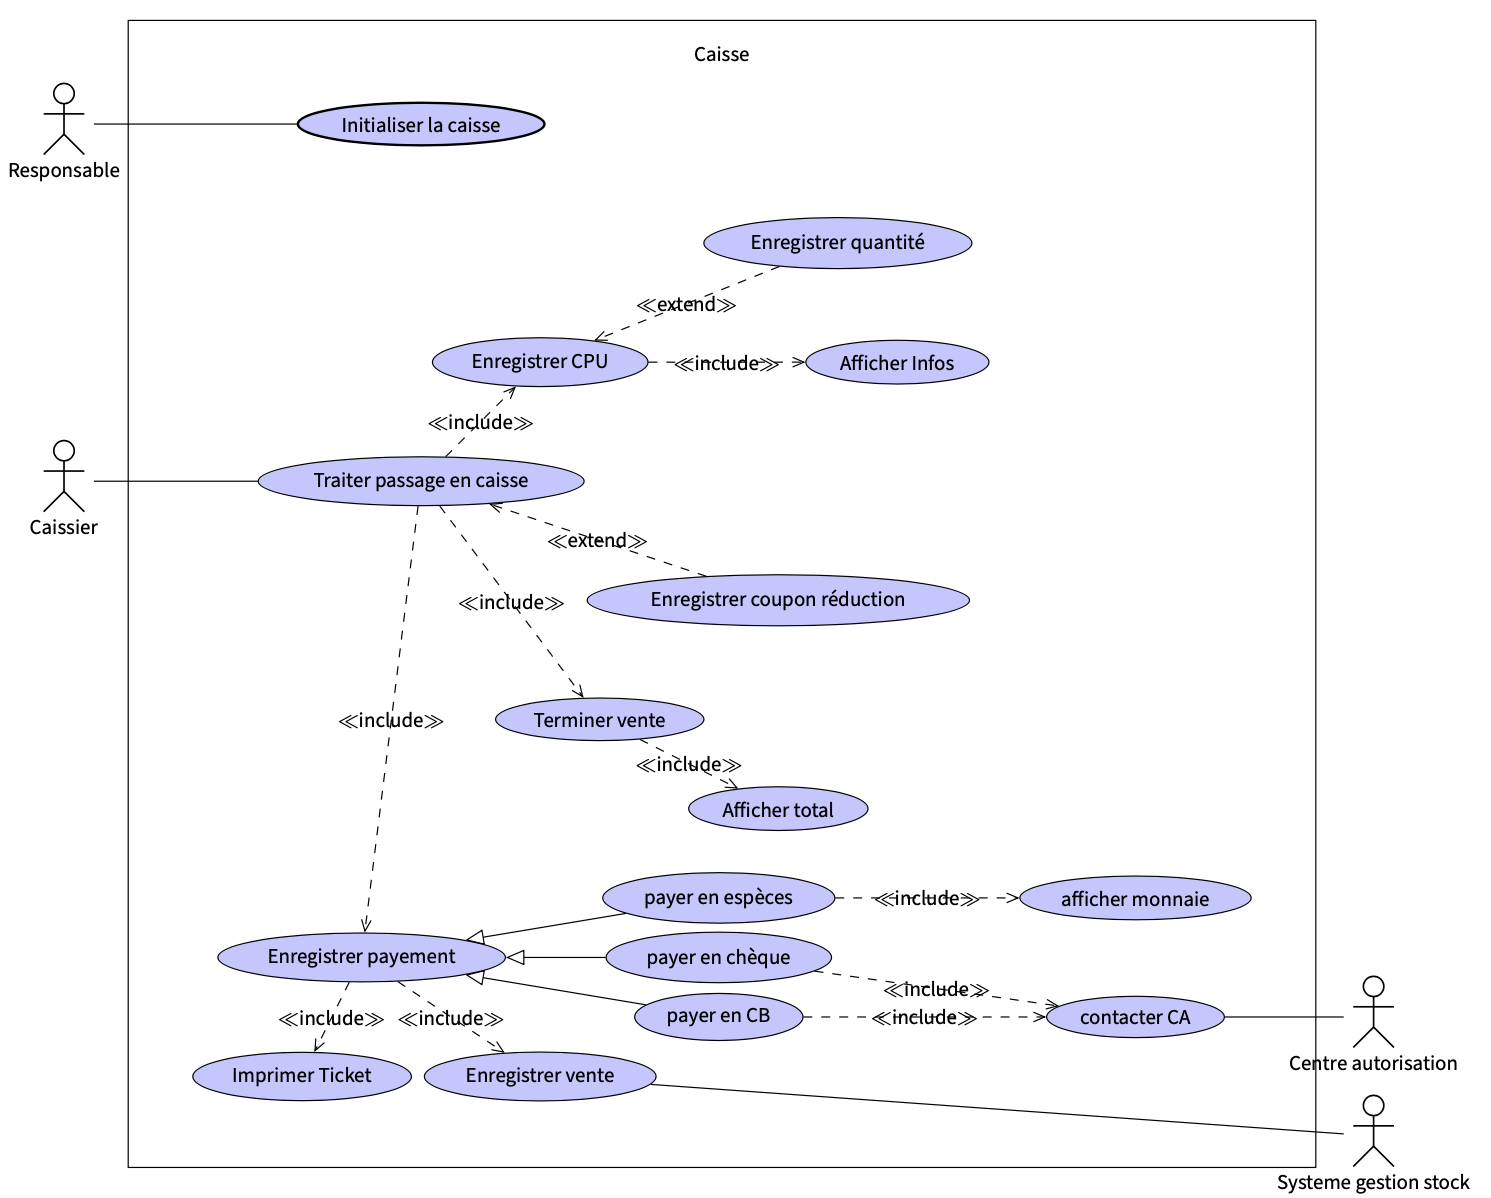 Caisse
Initialiser la caisse
Responsable
Enregistrer quantité
≪extend≫
Enregistrer CPU
≪include≫
Afficher Infos
≪include≫
Traiter passage en caisse
Caissier
≪extend≫
Enregistrer coupon réduction
≪include≫
≪include≫
Terminer vente
≪include≫
Afficher total
payer en espèces
≪include≫
afficher monnaie
Enregistrer payement
payer en chèque
≪include≫
payer en CB
≪include≫
contacter CA
≪include≫
≪include≫
Centre autorisation
Imprimer Ticket
Enregistrer vente
Systeme gestion stock